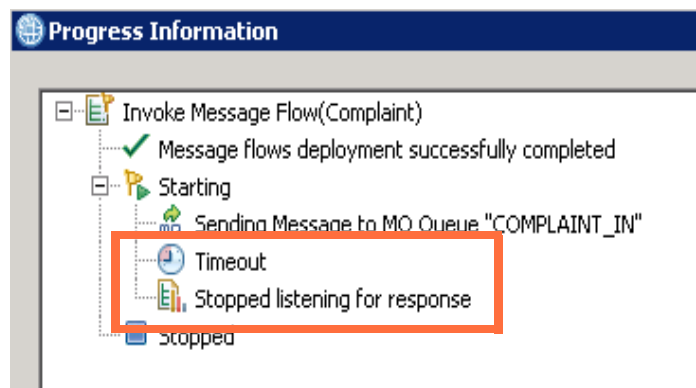 Progress Information
Invoke Message Flow(Complaint)
Message flows deployment successfully completed
Starting
Sending Message to MQ Queue "COMPLAINT_IN"
Timeout
Stopped listening for response
Stopped